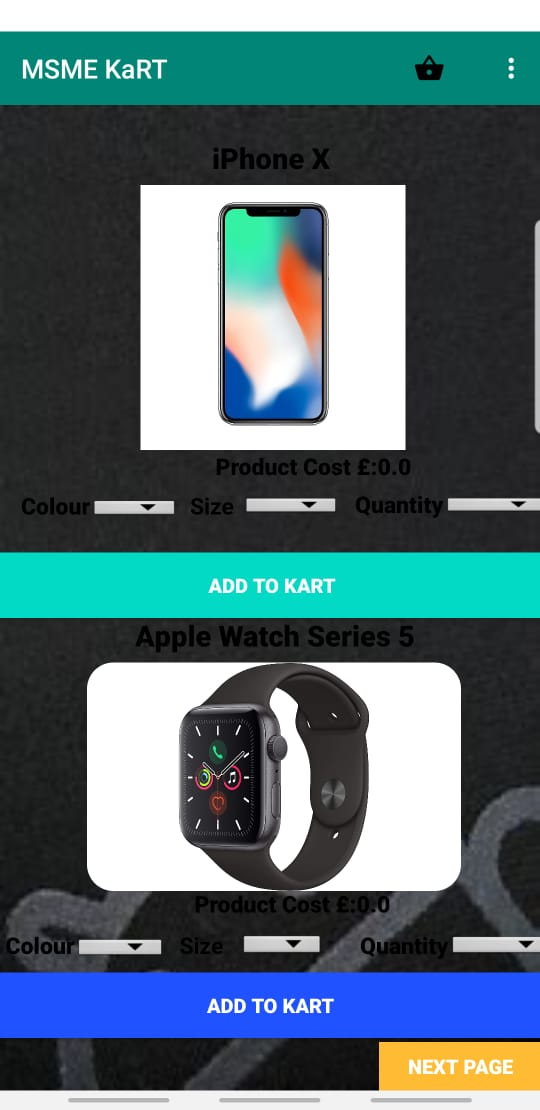 MSME KaRT
iPhone X
Product Cost £:0.0
Colour Size Quantity
ADD TO KART
Apple Watch Series 5
Product Cost £:0.0
Colour Size Quantity
ADD TO KART
NEXT PAGE